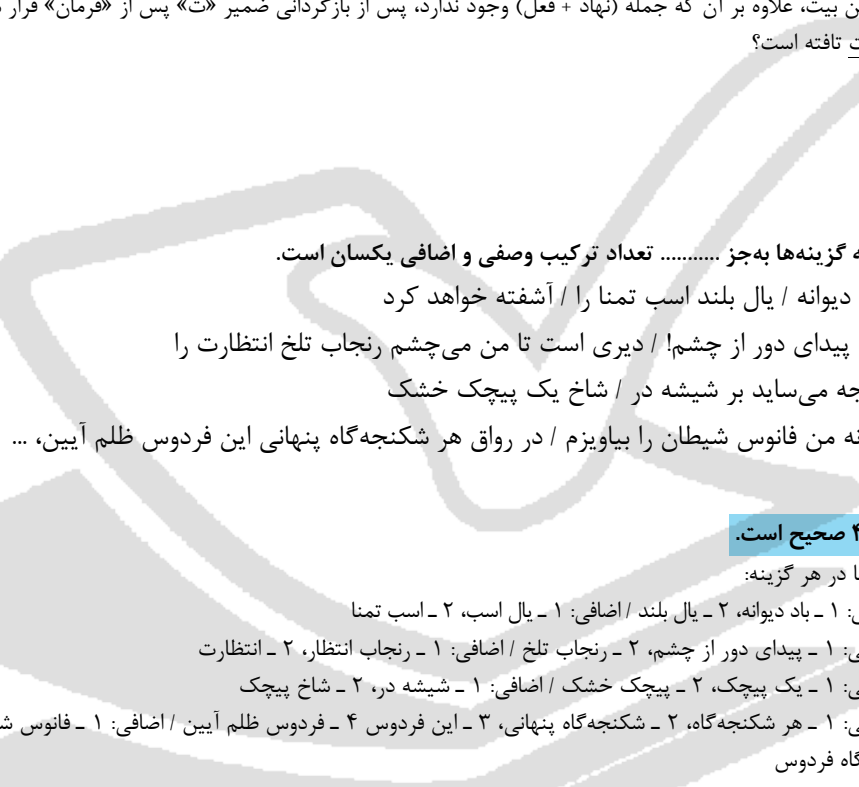 ن بیت، علاوه بر آن که جمله (نهاد + فعل) وجود ندارد، پس از بازگردانی ضمیر «ت» پس از «فرمان» قرار
ت تافته است؟
ه گزینه‌ها به‌جز .......... تعداد ترکیب وصفی و اضافی یکسان است.
دیوانه / یال بلند اسب تمنا را / آشفته خواهد کرد
پیدای دور از چشم! / دیری است تا من می‌چشم رنجاب تلخ انتظارت را
جه می‌ساید بر شیشه در / شاخ یک پیچک خشک
نه من فانوس شیطان را بیاویزم / در رواق هر شکنجه‌گاه پنهانی این فردوس ظلم آیین، ...
۴ صحیح است.
ا در هر گزینه:
ی: ۱ ـ باد دیوانه، ۲ ـ یال بلند / اضافی: ۱ ـ یال اسب، ۲ ـ اسب تمنا
ی: ۱ ـ پیدای دور از چشم، ۲ ـ رنجاب تلخ / اضافی: ۱ ـ رنجاب انتظار، ۲ ـ انتظارت
ی: ۱ ـ یک پیچک، ۲ ـ پیچک خشک / اضافی: ۱ ـ شیشه در، ۲ ـ شاخ پیچک
ی: ۱ ـ هر شکنجه‌گاه، ۲ ـ شکنجه‌گاه پنهانی، ۳ ـ این فردوس ۴ ـ فردوس ظلم آیین / اضافی: ۱ ـ فانوس ش
گاه فردوس